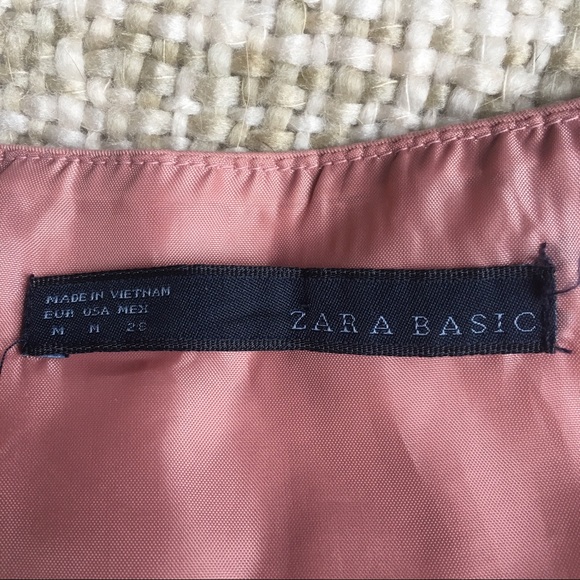 MADE IN VIETNAM
EUR USA MEX
M M 28
ZARA BASIC